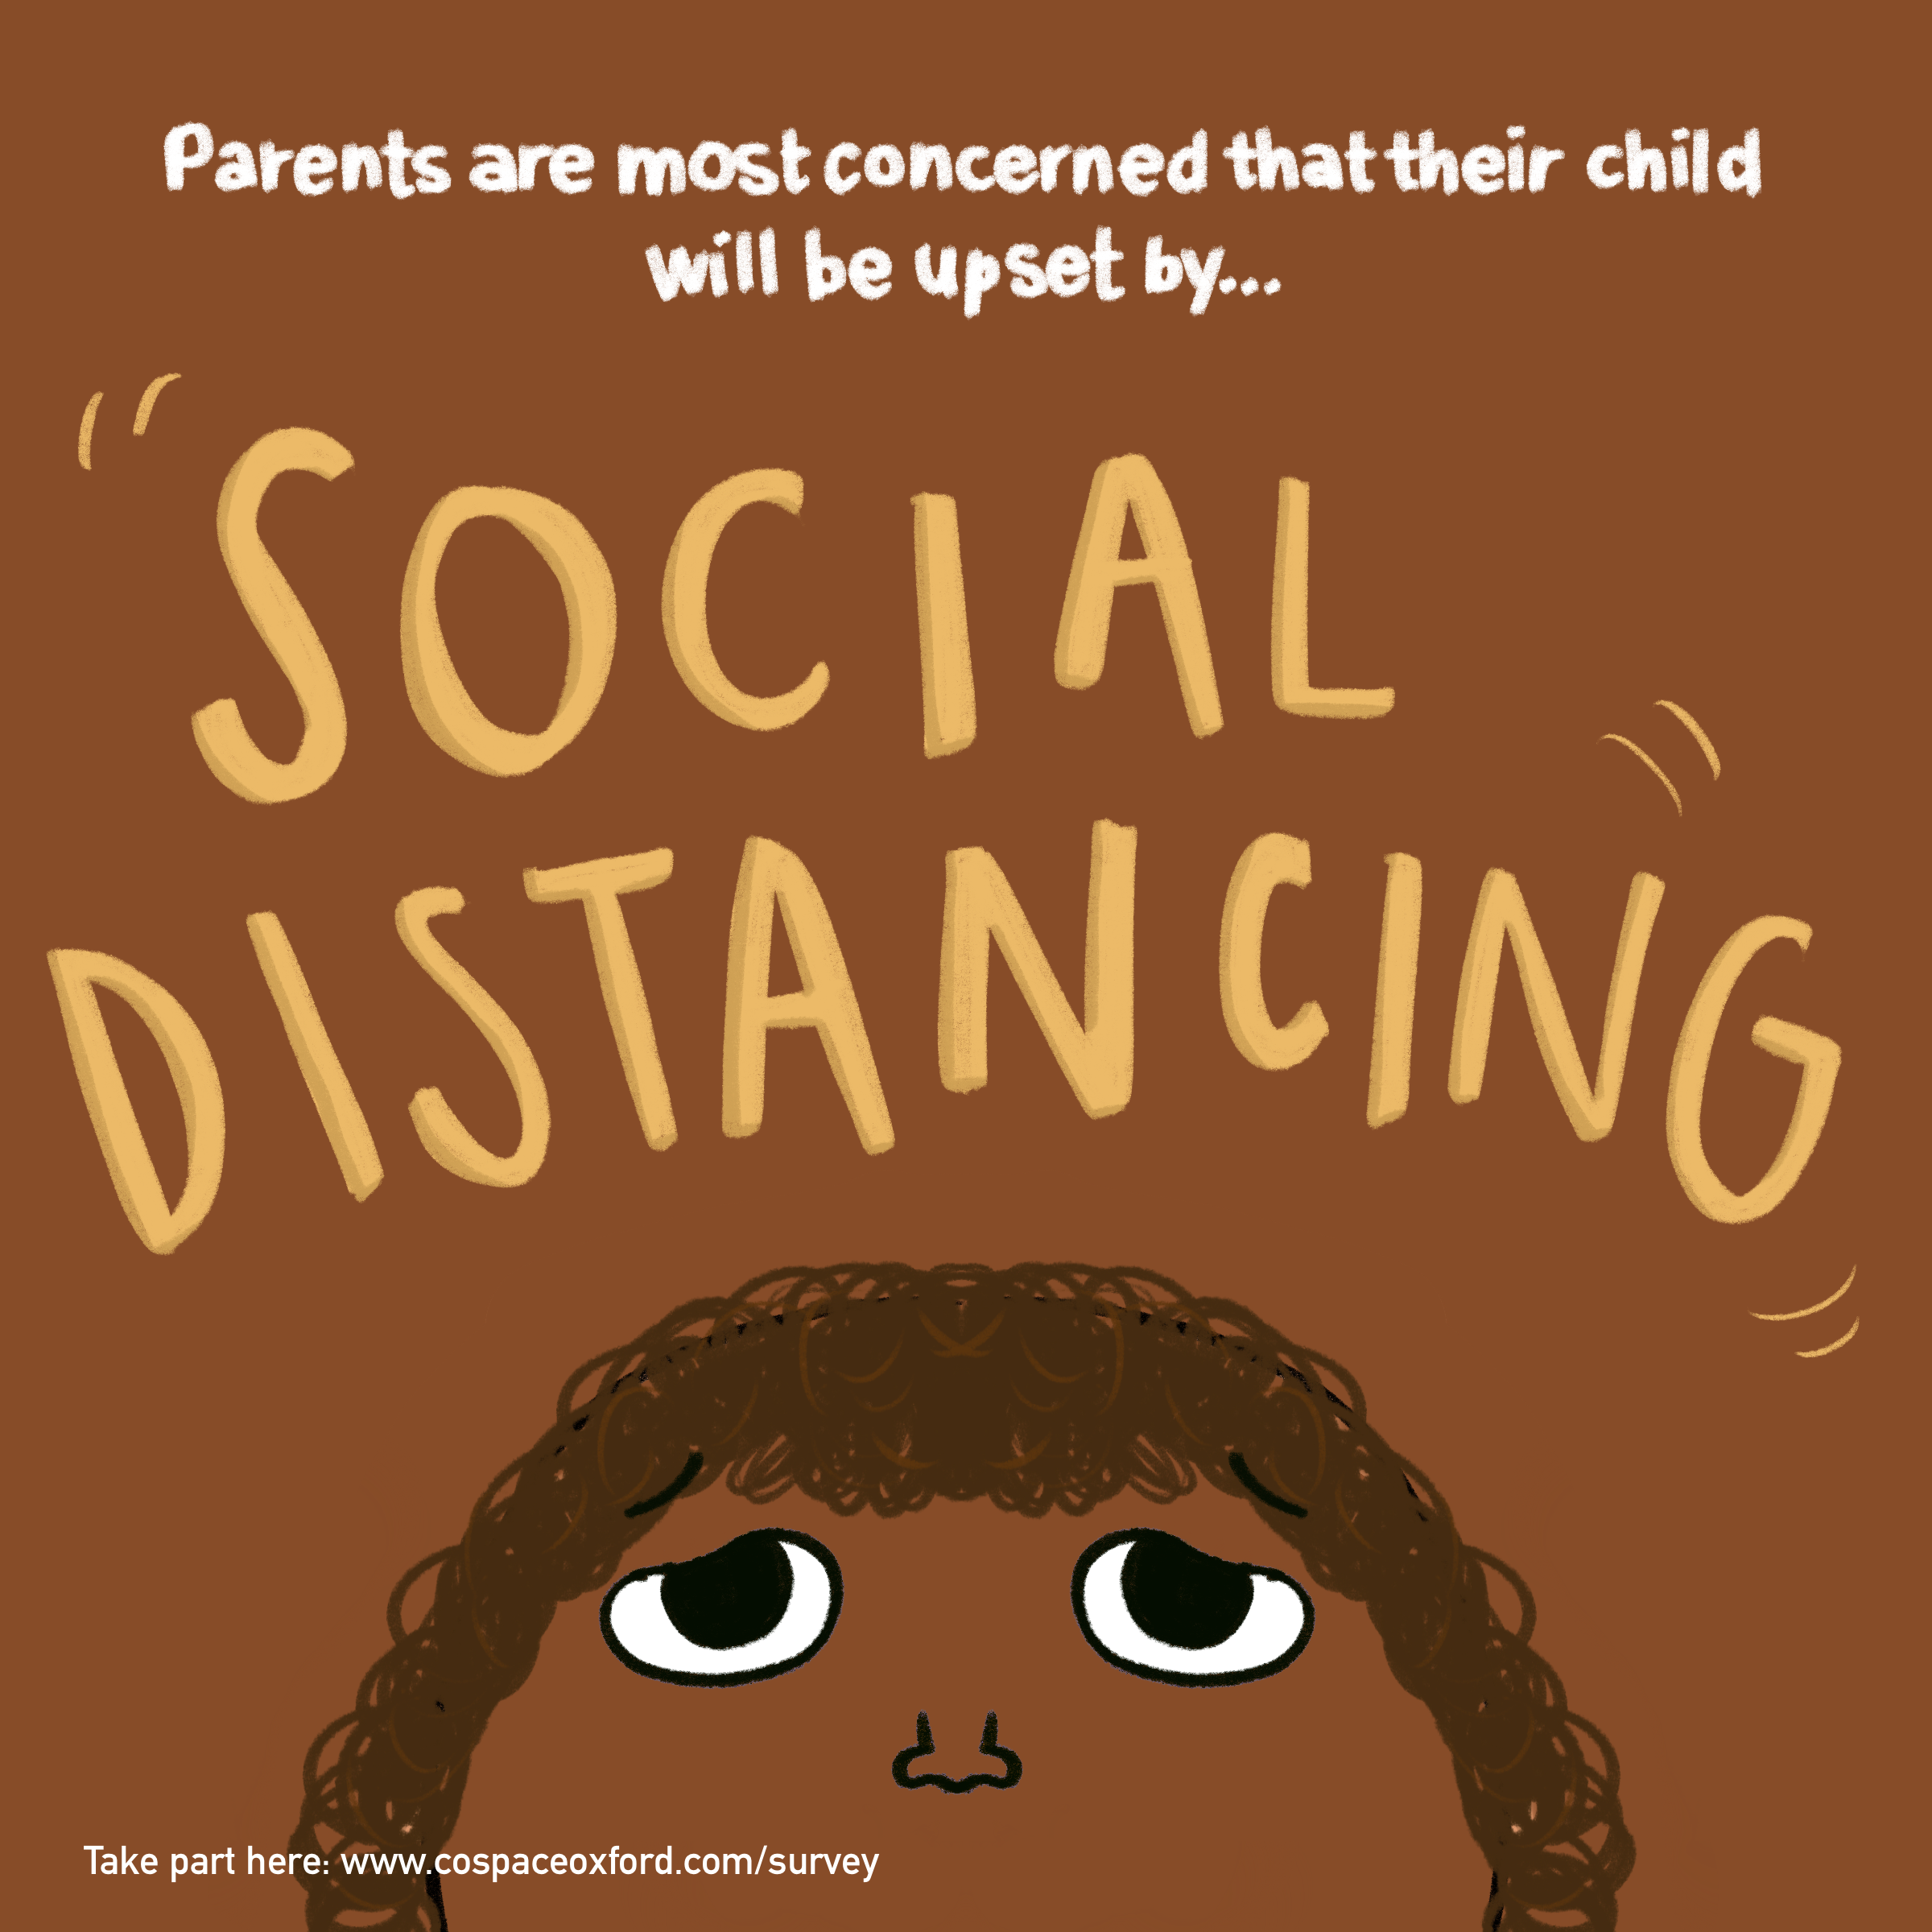 Parents are most concerned that their child
will be upset by...
SOCIAL
DISTANCING
Take part here: www.cospaceoxford.com/survey